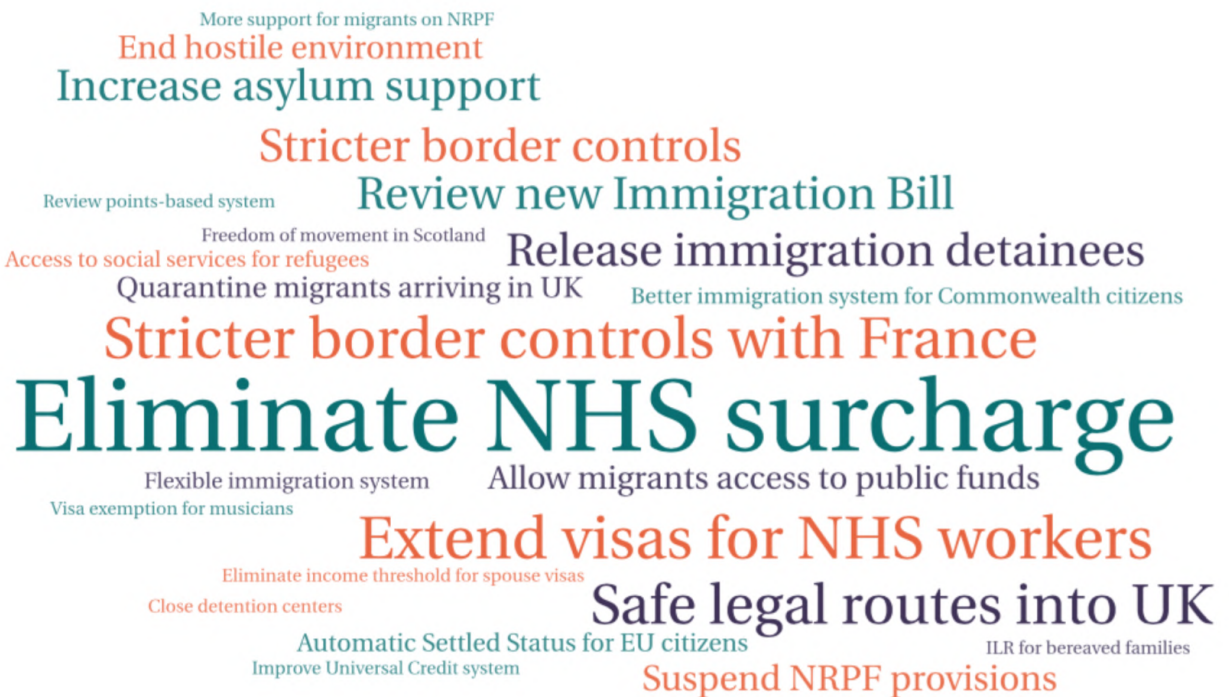 More support for migrants on NRPF
End hostile environment
Increase asylum support
Stricter border controls
Review new Immigration Bill
Review points-based system
Freedom of movement in Scotland
Release immigration detainees
Access to social services for refugees
Quarantine migrants arriving in UK
Better immigration system for Commonwealth citizens
Stricter border controls with France
Eliminate NHS surcharge
Flexible immigration system
Allow migrants access to public funds
Visa exemption for musicians
Extend visas for NHS workers
Eliminate income threshold for spouse visas
Close detention centers
Safe legal routes into UK
Automatic Settled Status for EU citizens
ILR for bereaved families
Improve Universal Credit system
Suspend NRPF provisions